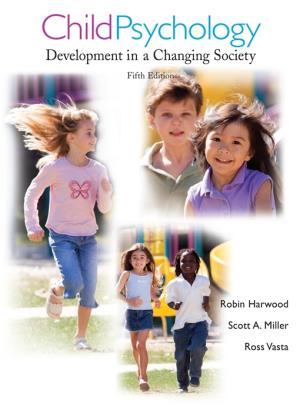 ChildPsychology
Development in a Changing Society
Fifth Edition
Robin Harwood
Scott A. Miller
Ross Vasta